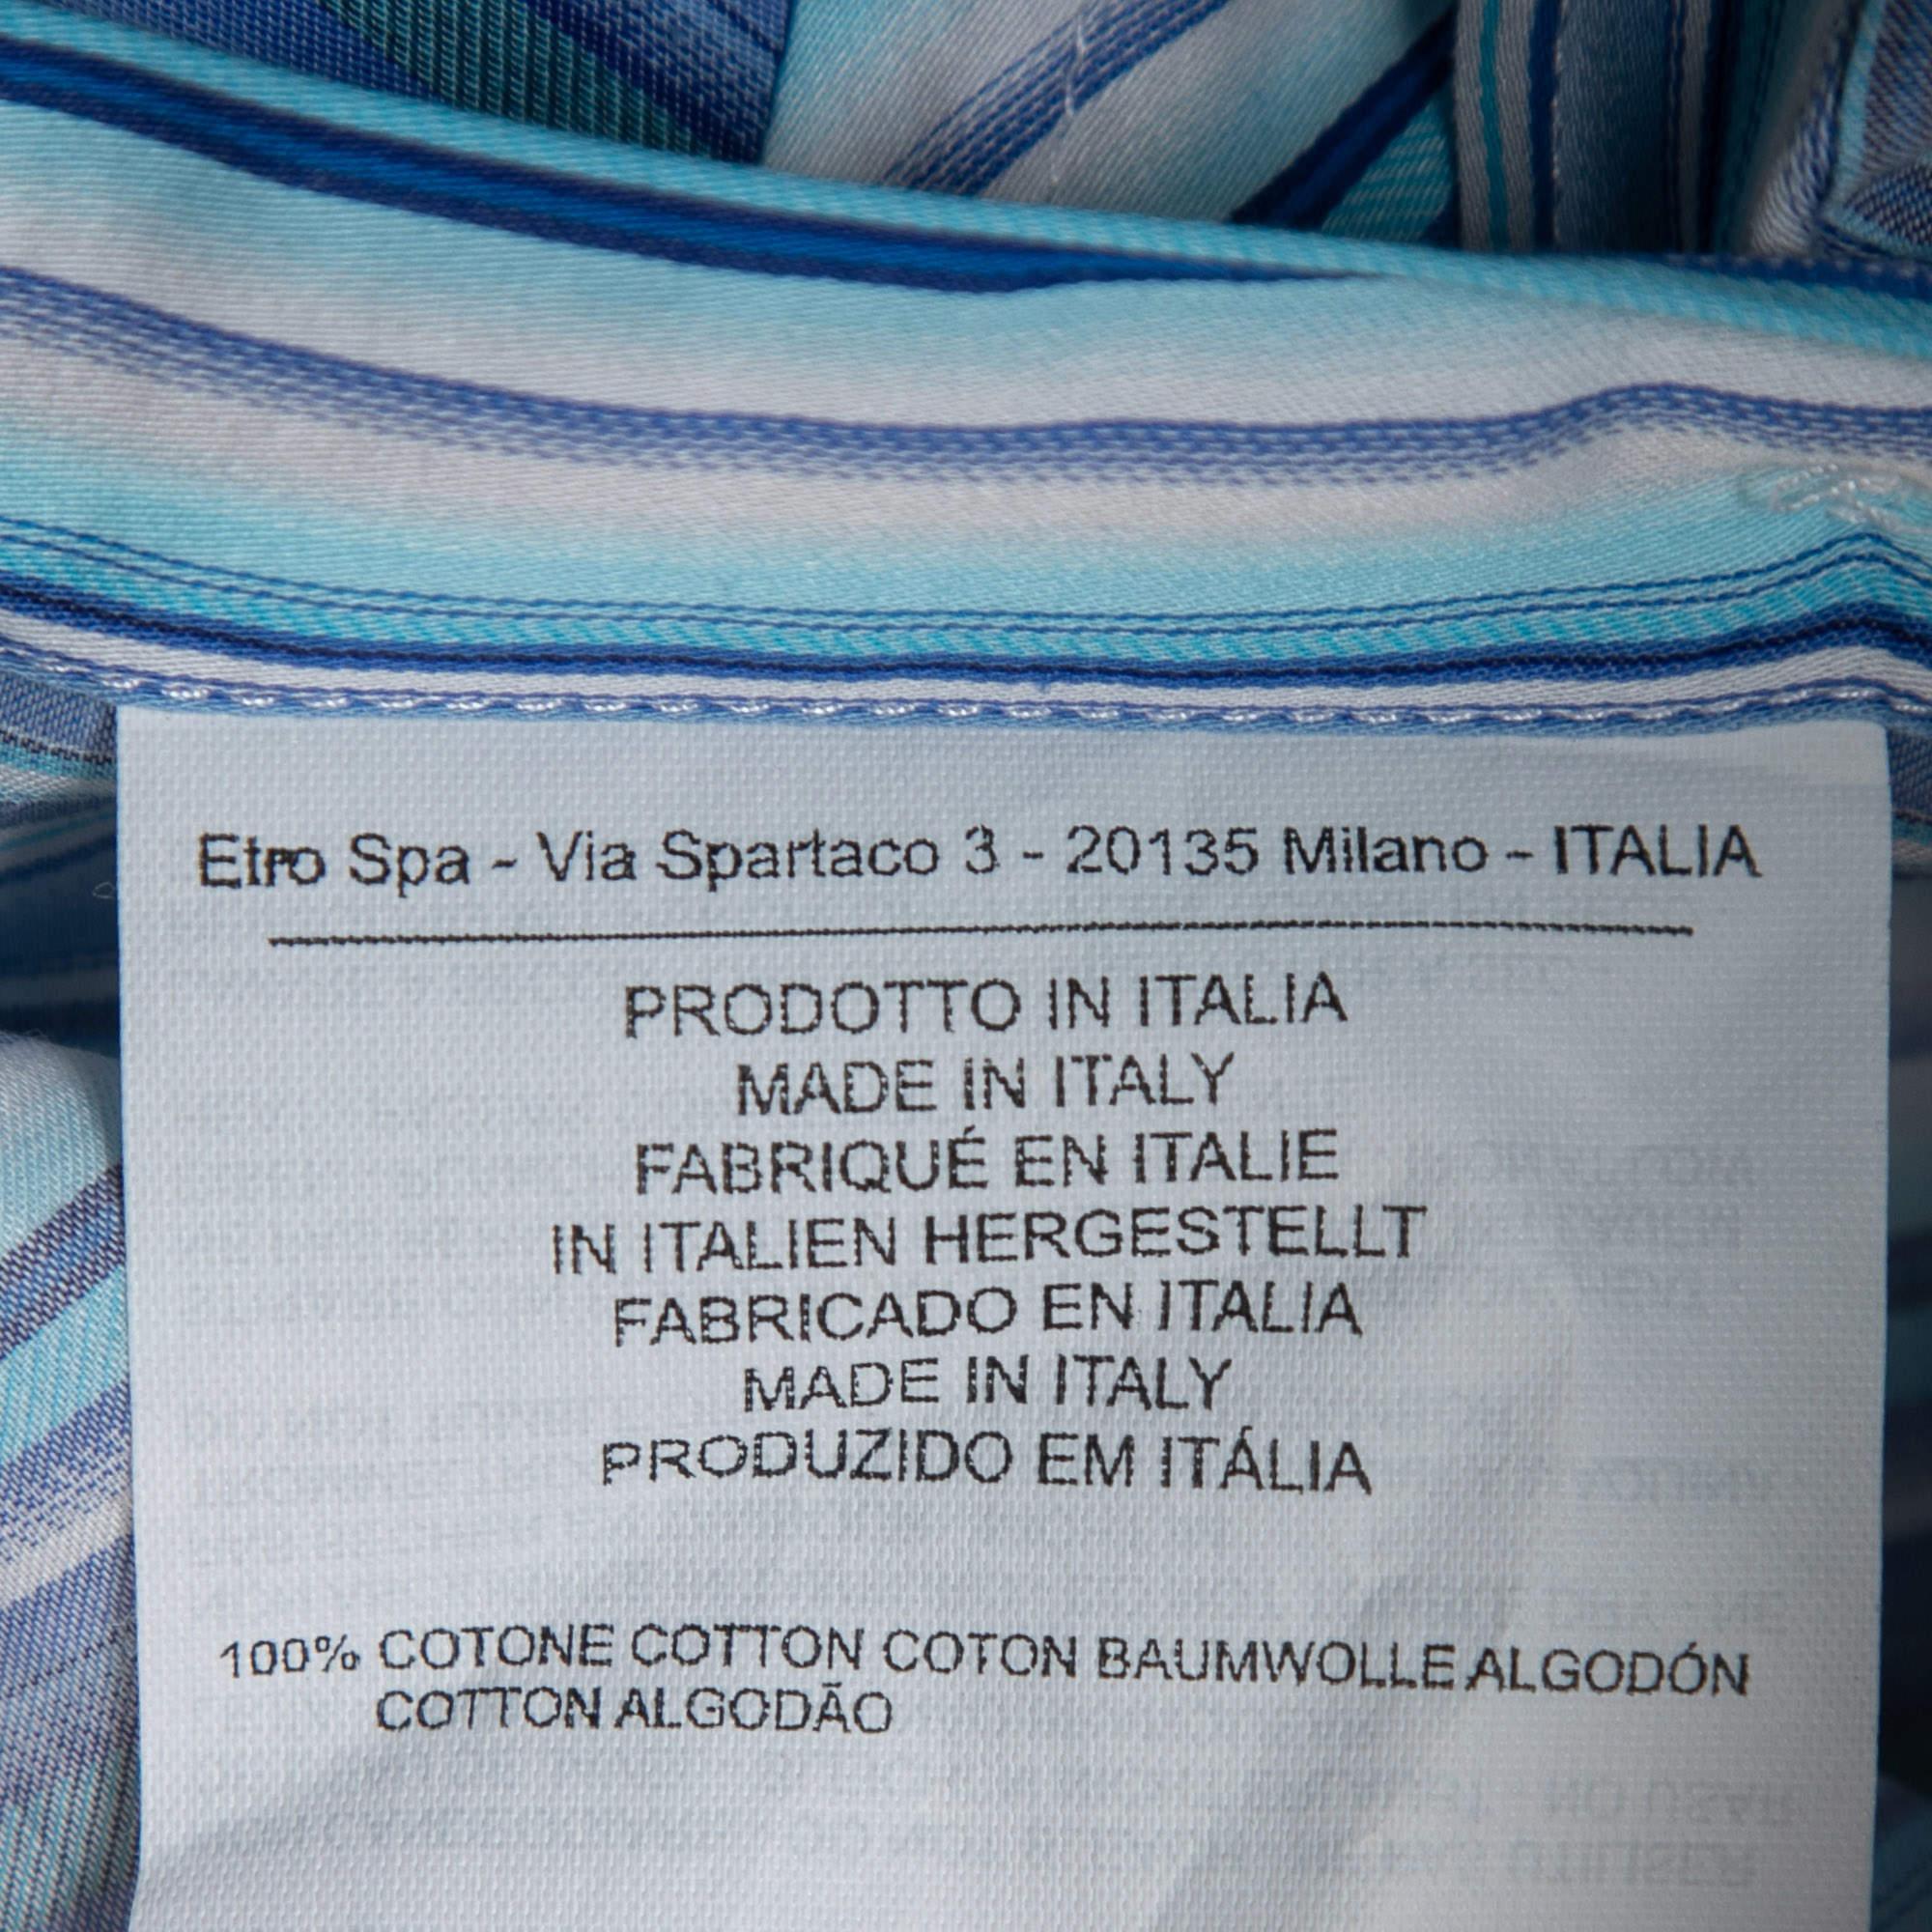 Etro Spa - Via Spartaco 3 - 20135 Milano - ITALIA
PRODOTTO IN ITALIA
MADE IN ITALY
FABRIQUÉ EN ITALIE
IN ITALIEN HERGESTELLT
FABRICADO EN ITALIA
MADE IN ITALY
PRODUZIDO EM ITÁLIA
100% COTONE COTTON COTON BAUMWOLLE ALGODÓN
COTTON ALGODÃO